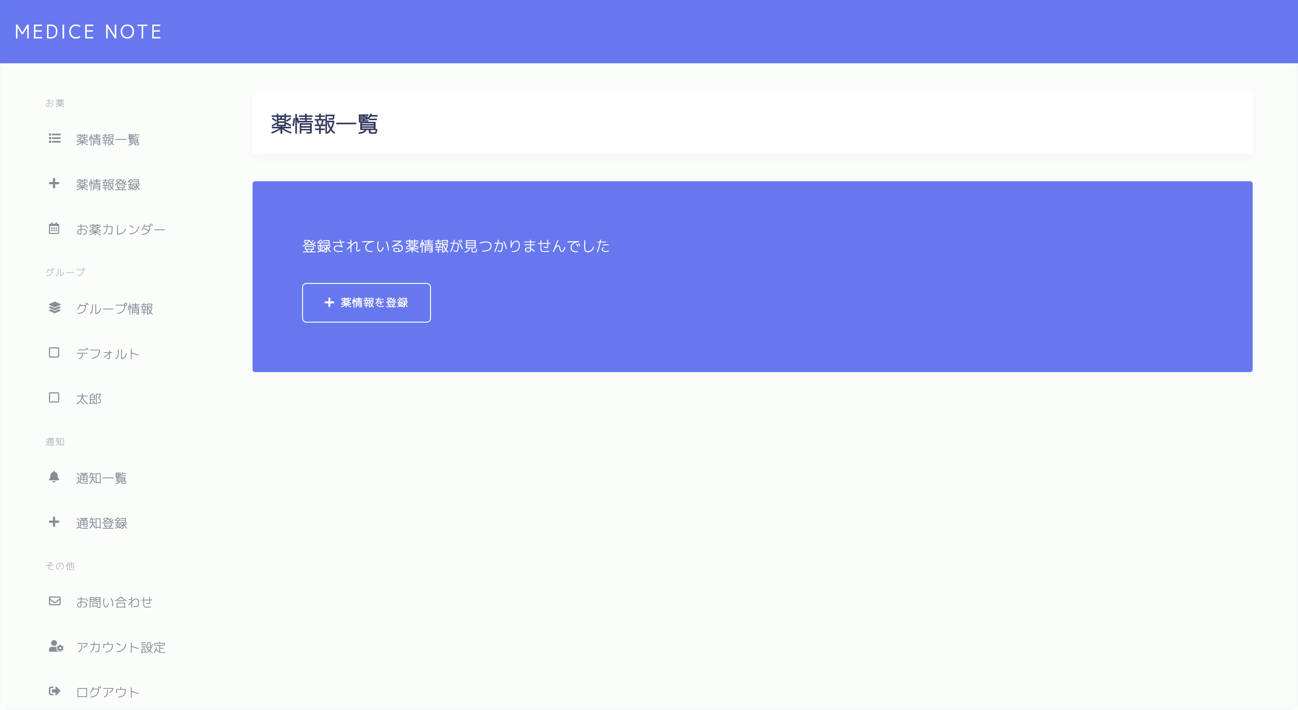 MEDICE NOTE
お薬
薬情報一覧
薬情報登録
お薬カレンダー
グループ
グループ情報
デフォルト
太郎
通知
通知一覧
通知登録
その他
お問い合わせ
アカウント設定
ログアウト
薬情報一覧
登録されている薬情報が見つかりませんでした
薬情報を登録